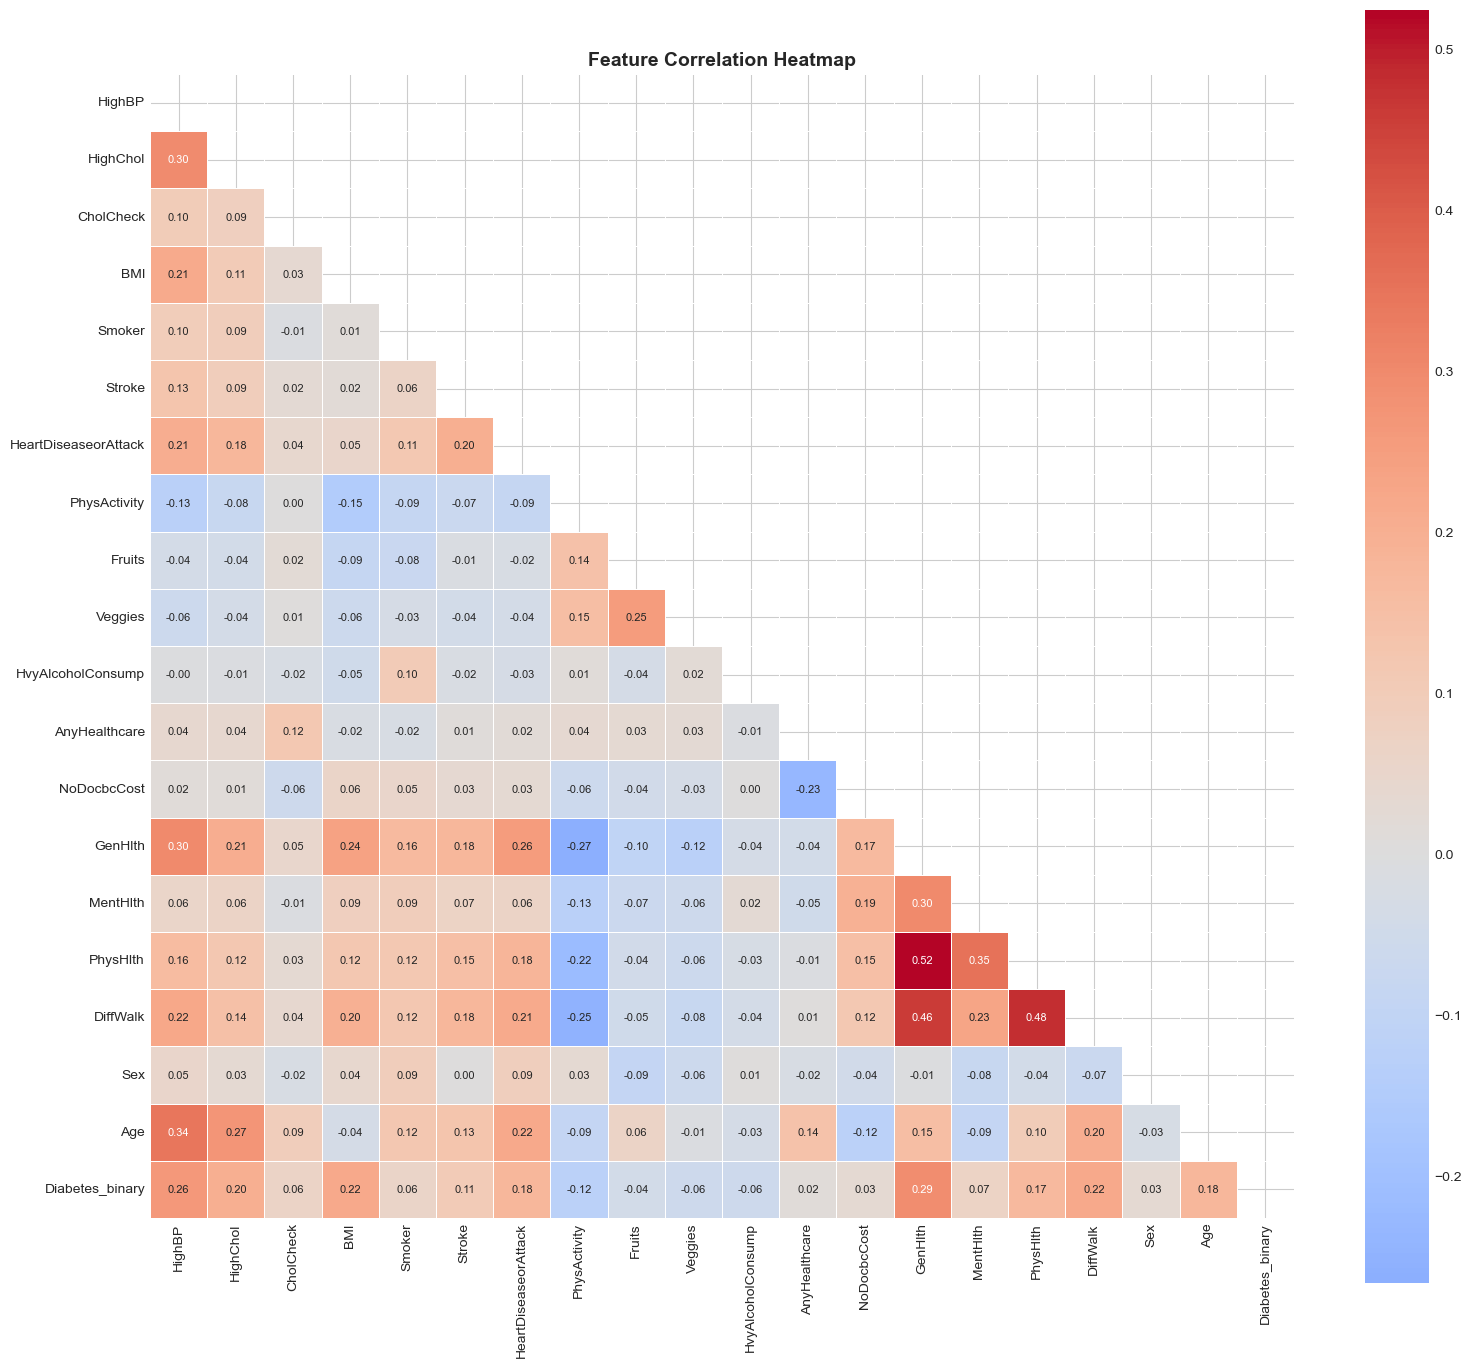 Feature Correlation Heatmap
HighBP
HighChol 0.30
CholCheck 0.10 0.09
BMI 0.21 0.11 0.03
Smoker 0.10 0.09 -0.01 0.01
Stroke 0.13 0.09 0.02 0.02 0.06
HeartDiseaseorAttack 0.21 0.18 0.04 0.05 0.11 0.20
PhysActivity -0.13 -0.08 0.00 -0.15 -0.09 -0.07 -0.09
Fruits -0.04 -0.04 0.02 -0.09 -0.08 -0.01 -0.02 0.14
Veggies -0.06 -0.04 0.01 -0.06 -0.03 -0.04 -0.04 0.15 0.25
HvyAlcoholConsump -0.00 -0.01 -0.02 -0.05 0.10 -0.02 -0.03 0.01 -0.04 0.02
AnyHealthcare 0.04 0.04 0.12 -0.02 -0.02 0.01 0.02 0.04 0.03 0.03 -0.01
NoDocbcCost 0.02 0.01 -0.06 0.06 0.05 0.03 0.03 -0.06 -0.04 -0.03 0.00 -0.23
GenHlth 0.30 0.21 0.05 0.24 0.16 0.18 0.26 -0.27 -0.10 -0.12 -0.04 -0.04 0.17
MentHlth 0.06 0.06 -0.01 0.09 0.09 0.07 0.06 -0.13 -0.07 -0.06 0.02 -0.05 0.19 0.30
PhysHlth 0.16 0.12 0.03 0.12 0.12 0.15 0.18 -0.22 -0.04 -0.06 -0.03 -0.01 0.15 0.52 0.35
DiffWalk 0.22 0.14 0.04 0.20 0.12 0.18 0.21 -0.25 -0.05 -0.08 -0.04 0.01 0.12 0.46 0.23 0.48
Sex 0.05 0.03 -0.02 0.04 0.09 0.00 0.09 0.03 -0.09 -0.06 0.01 -0.02 -0.04 -0.01 -0.08 -0.04 -0.07
Age 0.34 0.27 0.09 -0.04 0.12 0.13 0.22 -0.09 0.06 -0.01 -0.03 0.14 -0.12 0.15 -0.09 0.10 0.20 -0.03
Diabetes_binary 0.26 0.20 0.06 0.22 0.06 0.11 0.18 -0.12 -0.04 -0.06 -0.06 0.02 0.03 0.29 0.07 0.17 0.22 0.03 0.18
HighBP
HighChol
CholCheck
BMI
Smoker
Stroke
HeartDiseaseorAttack
PhysActivity
Fruits
Veggies
HvyAlcoholConsump
AnyHealthcare
NoDocbcCost
GenHlth
MentHlth
PhysHlth
DiffWalk
Sex
Age
Diabetes_binary
0.5
0.4
0.3
0.2
0.1
0.0
−0.1
−0.2